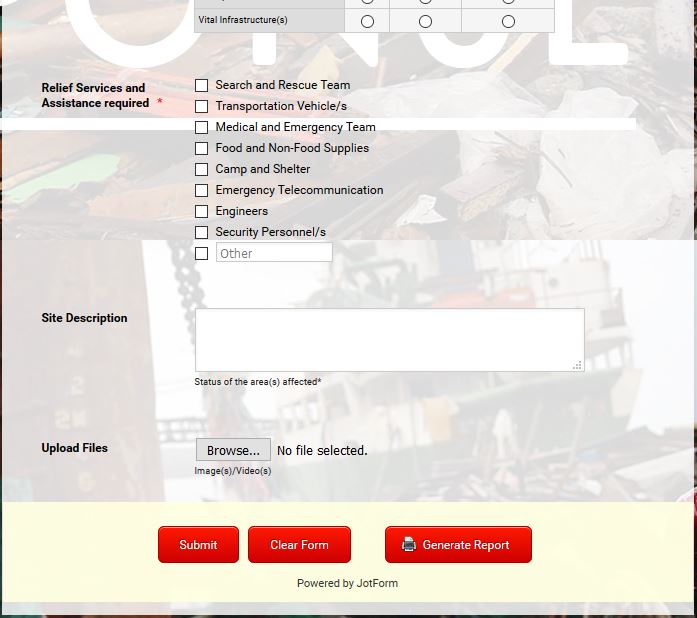 Vital Infrastructure(s)
Relief Services and
Assistance required *
Search and Rescue Team
Transportation Vehicle/s
Medical and Emergency Team
Food and Non-Food Supplies
Camp and Shelter
Emergency Telecommunication
Engineers
Security Personnel/s
Other
Site Description
Status of the area(s) affected*
Upload Files
Browse... No file selected.
Image(s)/Video(s)
Submit Clear Form Generate Report
Powered by JotForm